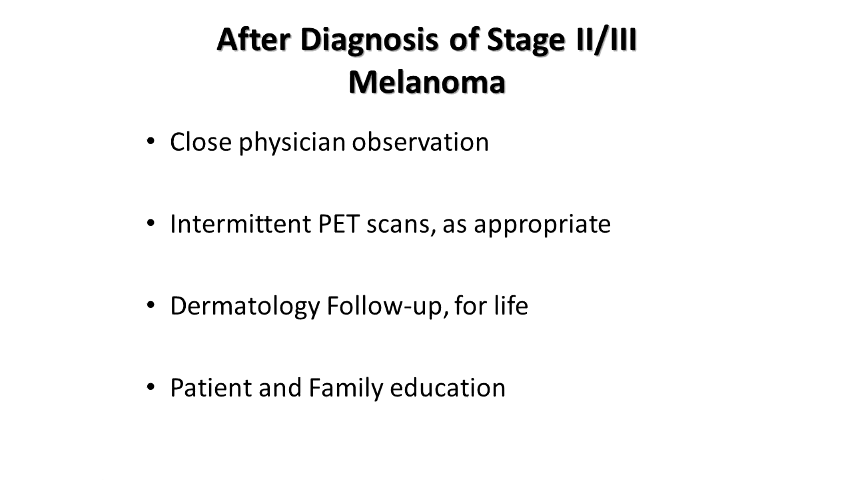 After Diagnosis of Stage II/III
Melanoma
• Close physician observation
• Intermittent PET scans, as appropriate
• Dermatology Follow-up, for life
• Patient and Family education